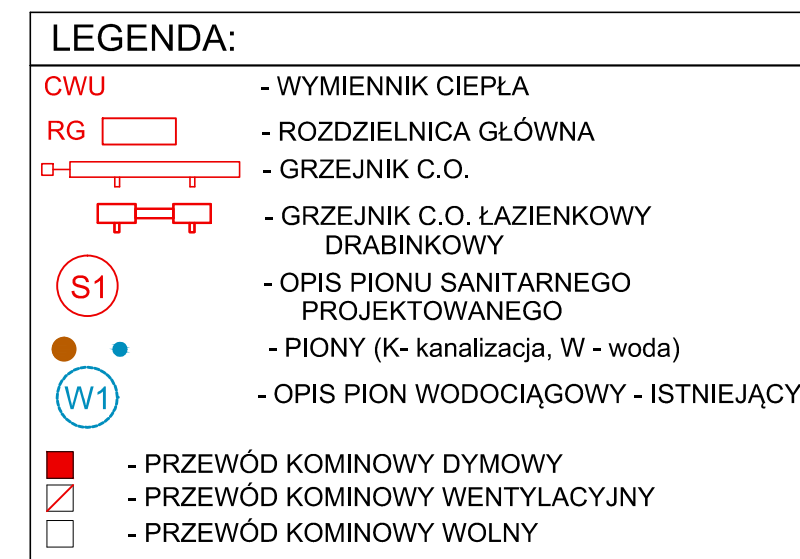 LEGENDA:
CWU - WYMIENNIK CIEPŁA
RG - ROZDZIELNICA GŁÓWNA
- GRZEJNIK C.O.
- GRZEJNIK C.O. ŁAZIENKOWY
DRABINKOWY
S1 - OPIS PIONU SANITARNEGO
PROJEKTOWANEGO
- PIONY (K- kanalizacja, W - woda)
W1 - OPIS PION WODOCIĄGOWY - ISTNIEJĄCY
- PRZEWÓD KOMINOWY DYMOWY
- PRZEWÓD KOMINOWY WENTYLACYJNY
- PRZEWÓD KOMINOWY WOLNY